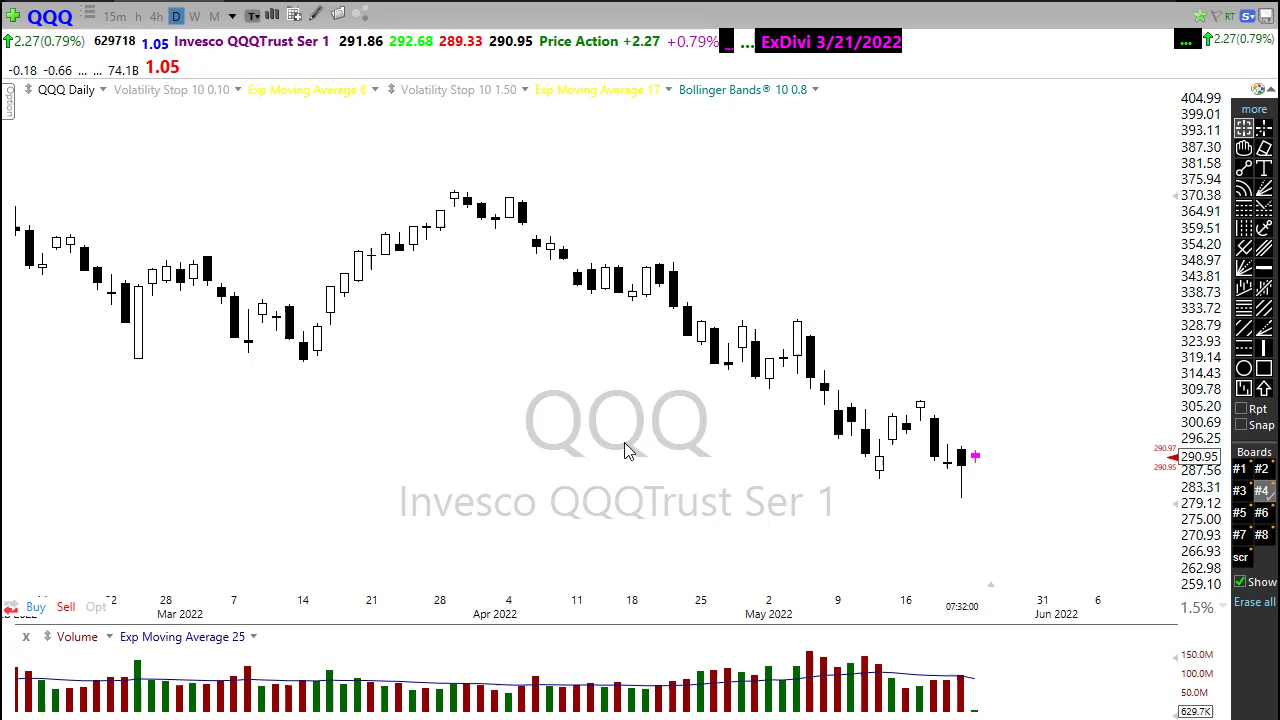 QQQ 15m h 4h D W M T RT S
2.27(0.79%) 629718 1.05 Invesco QQQTrust Ser 1 291.86 292.68 289.33 290.95 Price Action +2.27 +0.79% ... ... ExDivi 3/21/2022 ... 2.27(0.79%)
-0.18 -0.66 ... ... 74.1B 1.05
Option QQQ Daily Volatility Stop 10 0.10 Exp Moving Average 8 Volatility Stop 10 1.50 Exp Moving Average 17 Bollinger Bands® 10 0.8
404.99
399.01
393.11
387.30
381.58
375.94
370.38
364.91
359.51
354.20
348.97
343.81
338.73
333.72
328.79
323.93
319.14
314.43
309.78
305.20
300.69
296.25
290.97
290.95
290.95
287.56
283.31
279.12
275.00
270.93
266.93
262.98
259.10
QQQ
Invesco QQQTrust Ser 1
more
T
Rpt
Snap
Boards
#1 #2
#3 #4
#5 #6
#7 #8
scr
Show
Erase all
Buy Sell Opt
28 7 14 21 28 4 11 18 25 2 9 16 07:32:00 31 6
Mar 2022 Apr 2022 May 2022 Jun 2022
1.5%
x Volume Exp Moving Average 25
150.0M
100.0M
50.0M
629.7K